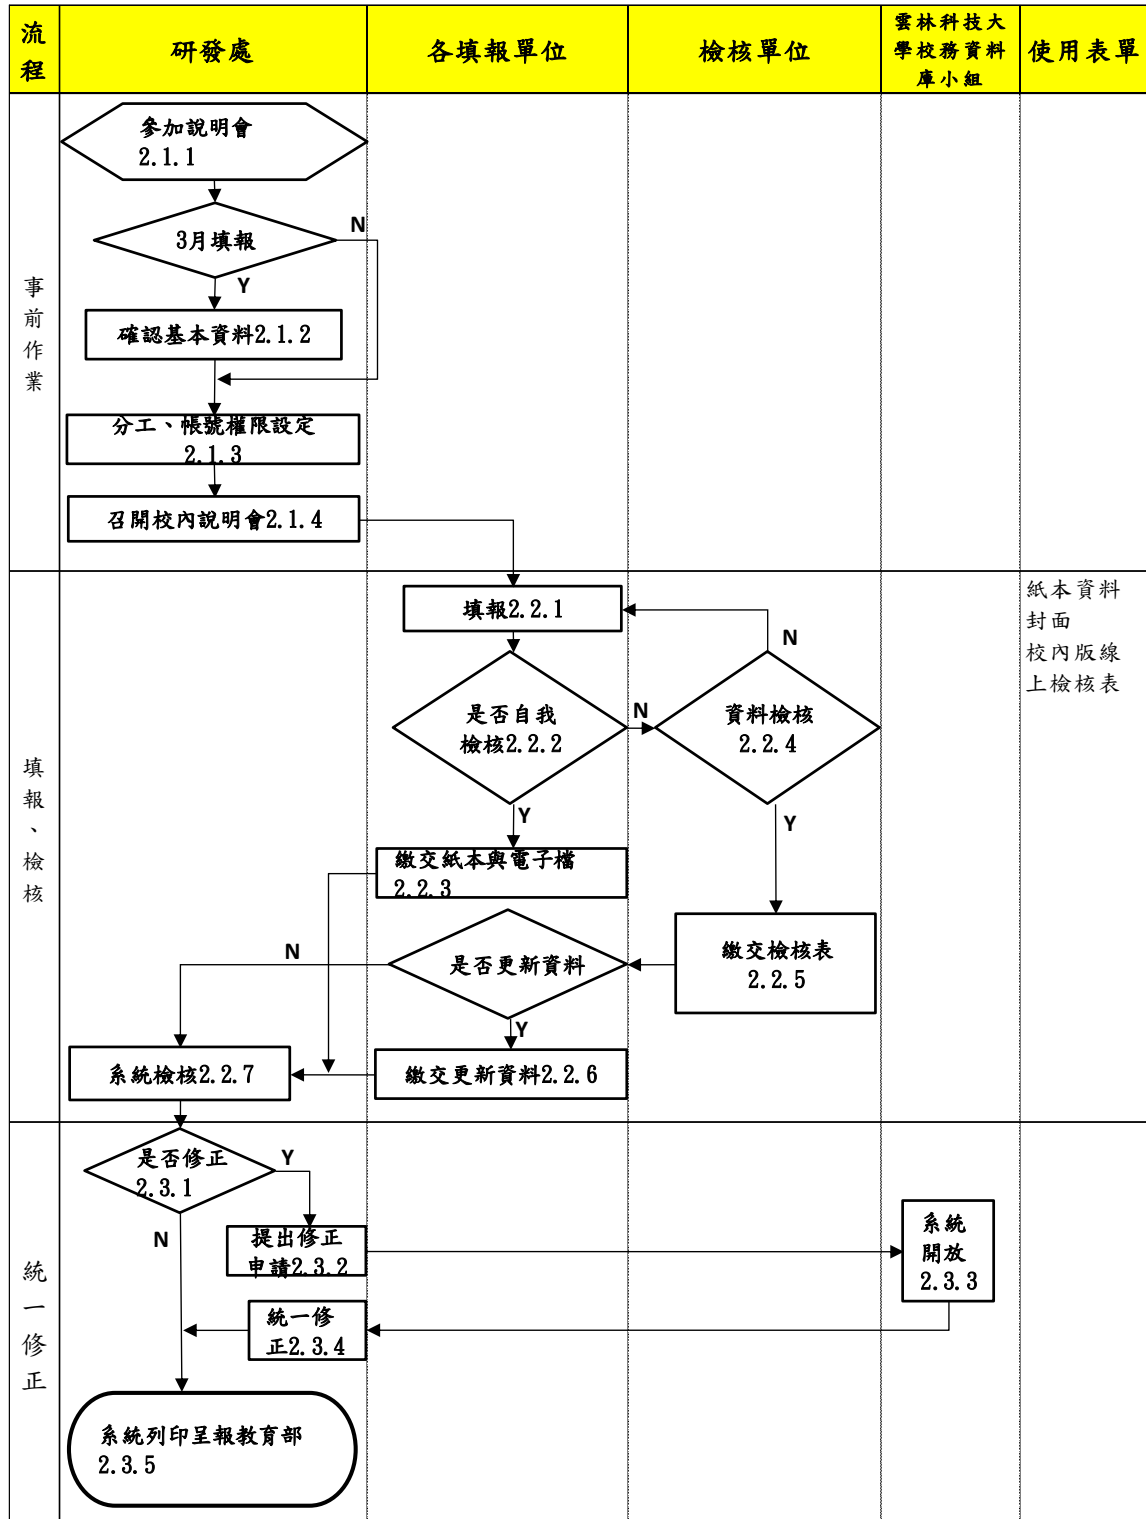 流
程
研發處
各填報單位
檢核單位
雲林科技大
學校務資料
庫小組
使用表單
事
前
作
業
參加說明會
2.1.1
3月填報
N
Y
確認基本資料2.1.2
分工、帳號權限設定
2.1.3
召開校內說明會2.1.4
填
報
、
檢
核
填報2.2.1
紙本資料
封面
校內版線
上檢核表
N
是否自我
檢核2.2.2
N
資料檢核
2.2.4
Y
Y
繳交紙本與電子檔
2.2.3
N
是否更新資料
繳交檢核表
2.2.5
Y
系統檢核2.2.7
繳交更新資料2.2.6
統
一
修
正
是否修正
2.3.1
Y
N
提出修正
申請2.3.2
系統
開放
2.3.3
統一修
正2.3.4
系統列印呈報教育部
2.3.5